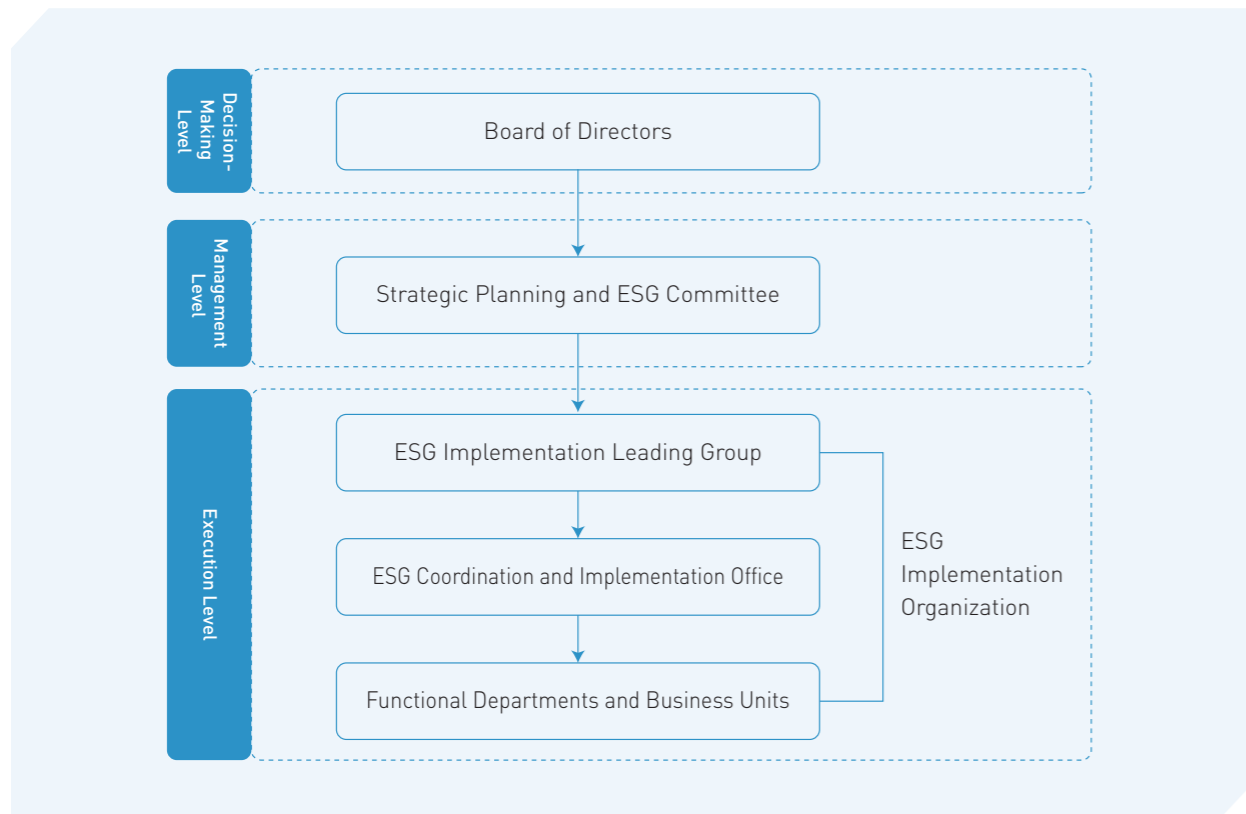 Decision-
Making
Level
Board of Directors
Management
Level
Strategic Planning and ESG Committee
Execution Level
ESG Implementation Leading Group
ESG Coordination and Implementation Office
Functional Departments and Business Units
ESG
Implementation
Organization